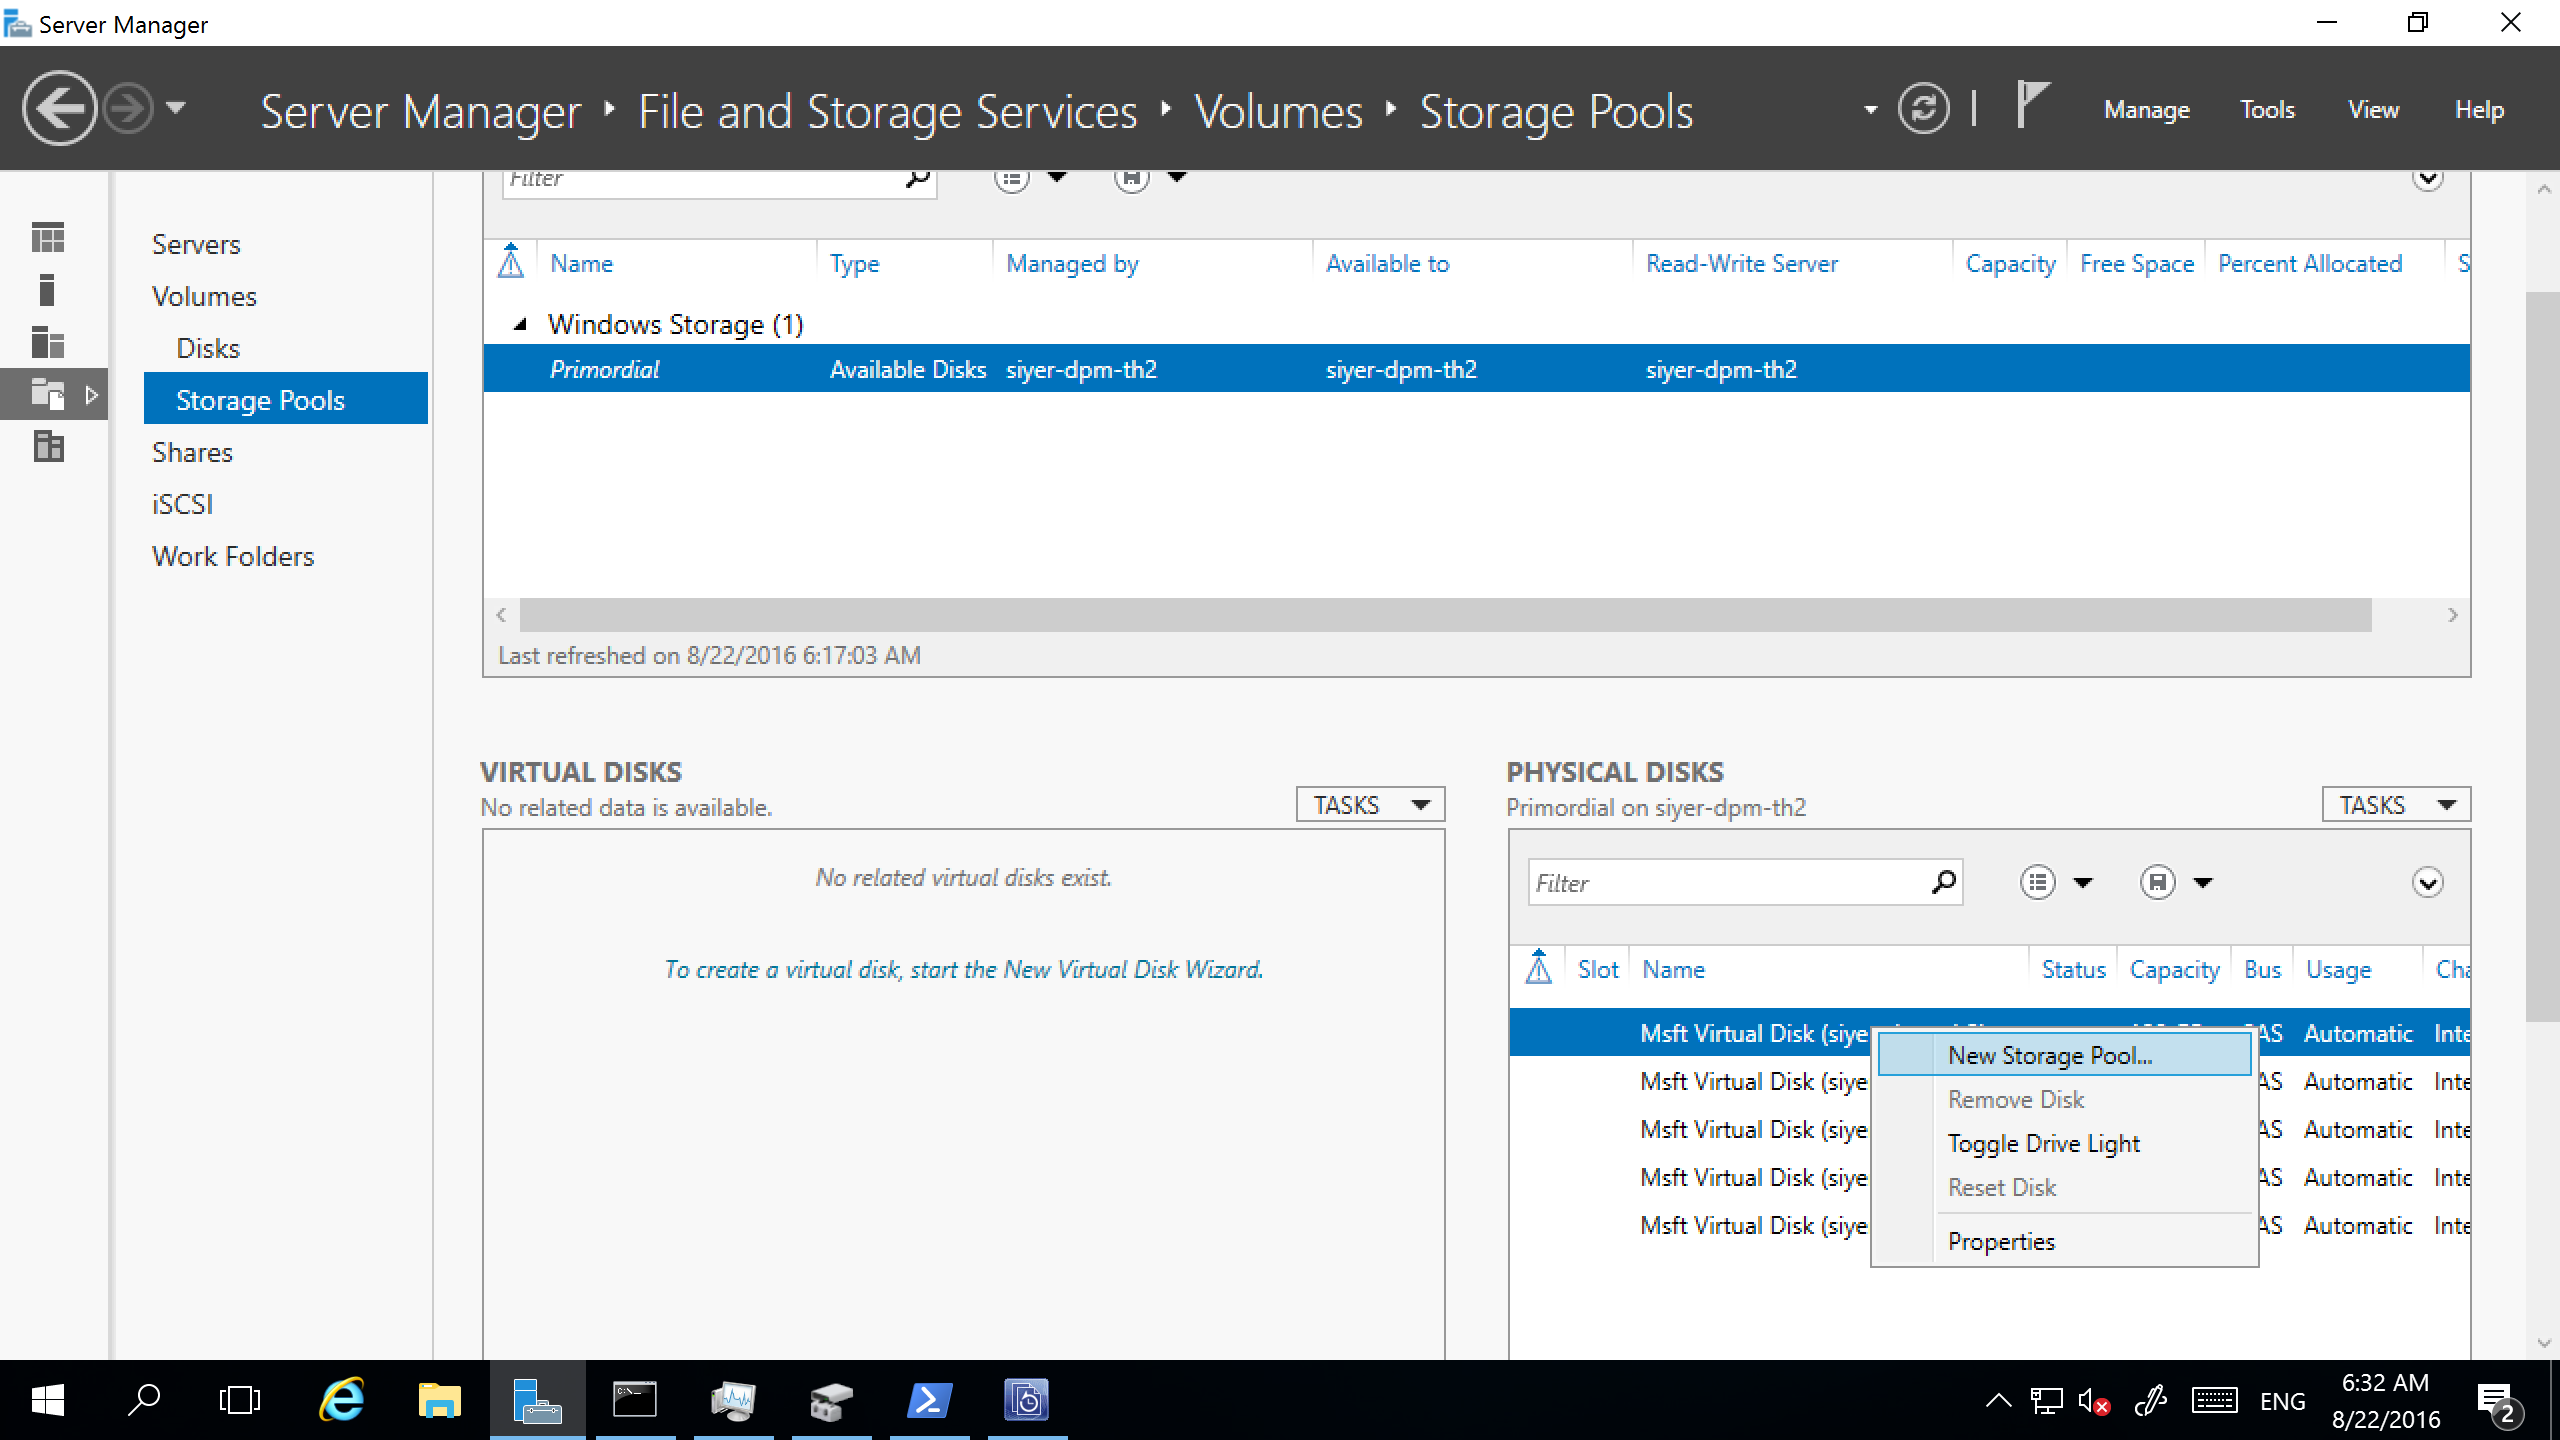 Server Manager
Server Manager ‣ File and Storage Services ‣ Volumes ‣ Storage Pools
Manage Tools View Help
Filter
Servers
Volumes
Disks
Storage Pools
Shares
iSCSI
Work Folders
Name Type Managed by Available to Read-Write Server Capacity Free Space Percent Allocated S
Windows Storage (1)
Primordial Available Disks siyer-dpm-th2 siyer-dpm-th2 siyer-dpm-th2
Last refreshed on 8/22/2016 6:17:03 AM
VIRTUAL DISKS
No related data is available.
TASKS
No related virtual disks exist.
To create a virtual disk, start the New Virtual Disk Wizard.
PHYSICAL DISKS
Primordial on siyer-dpm-th2
TASKS
Filter
Slot Name Status Capacity Bus Usage Cha
Msft Virtual Disk (siye AS Automatic Inte
Msft Virtual Disk (siye AS Automatic Inte
Msft Virtual Disk (siye AS Automatic Inte
Msft Virtual Disk (siye AS Automatic Inte
Msft Virtual Disk (siye AS Automatic Inte
New Storage Pool...
Remove Disk
Toggle Drive Light
Reset Disk
Properties
ENG
6:32 AM
8/22/2016
2